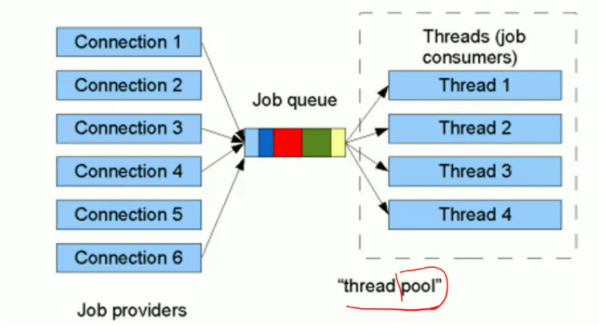 Connection 1
Connection 2
Connection 3
Connection 4
Connection 5
Connection 6
Job providers
Job queue
Threads (job
consumers)
Thread 1
Thread 2
Thread 3
Thread 4
“thread pool”